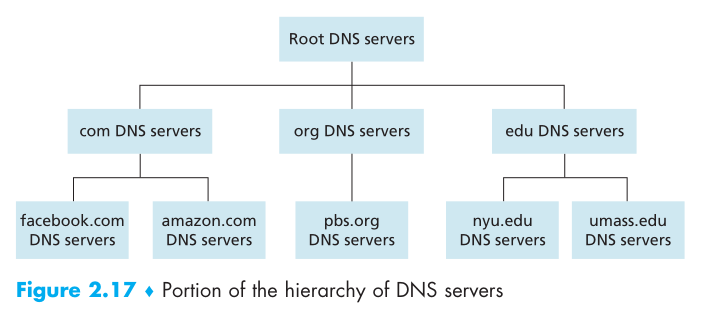 Root DNS servers
com DNS servers
org DNS servers
edu DNS servers
facebook.com
DNS servers
amazon.com
DNS servers
pbs.org
DNS servers
nyu.edu
DNS servers
umass.edu
DNS servers
Figure 2.17 ♦ Portion of the hierarchy of DNS servers